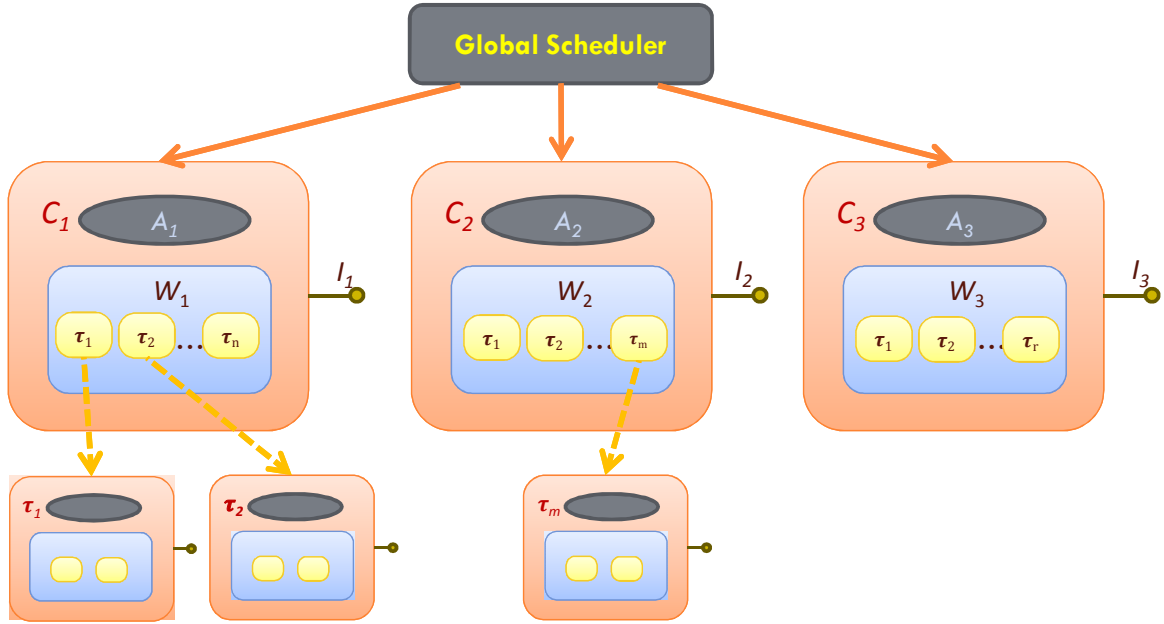 Global Scheduler
C1 A1
I1
W1
τ1 τ2 ... τn
C2 A2
I2
W2
τ1 τ2 ... τm
C3 A3
I3
W3
τ1 τ2 ... τr
τ1
τ2
τm